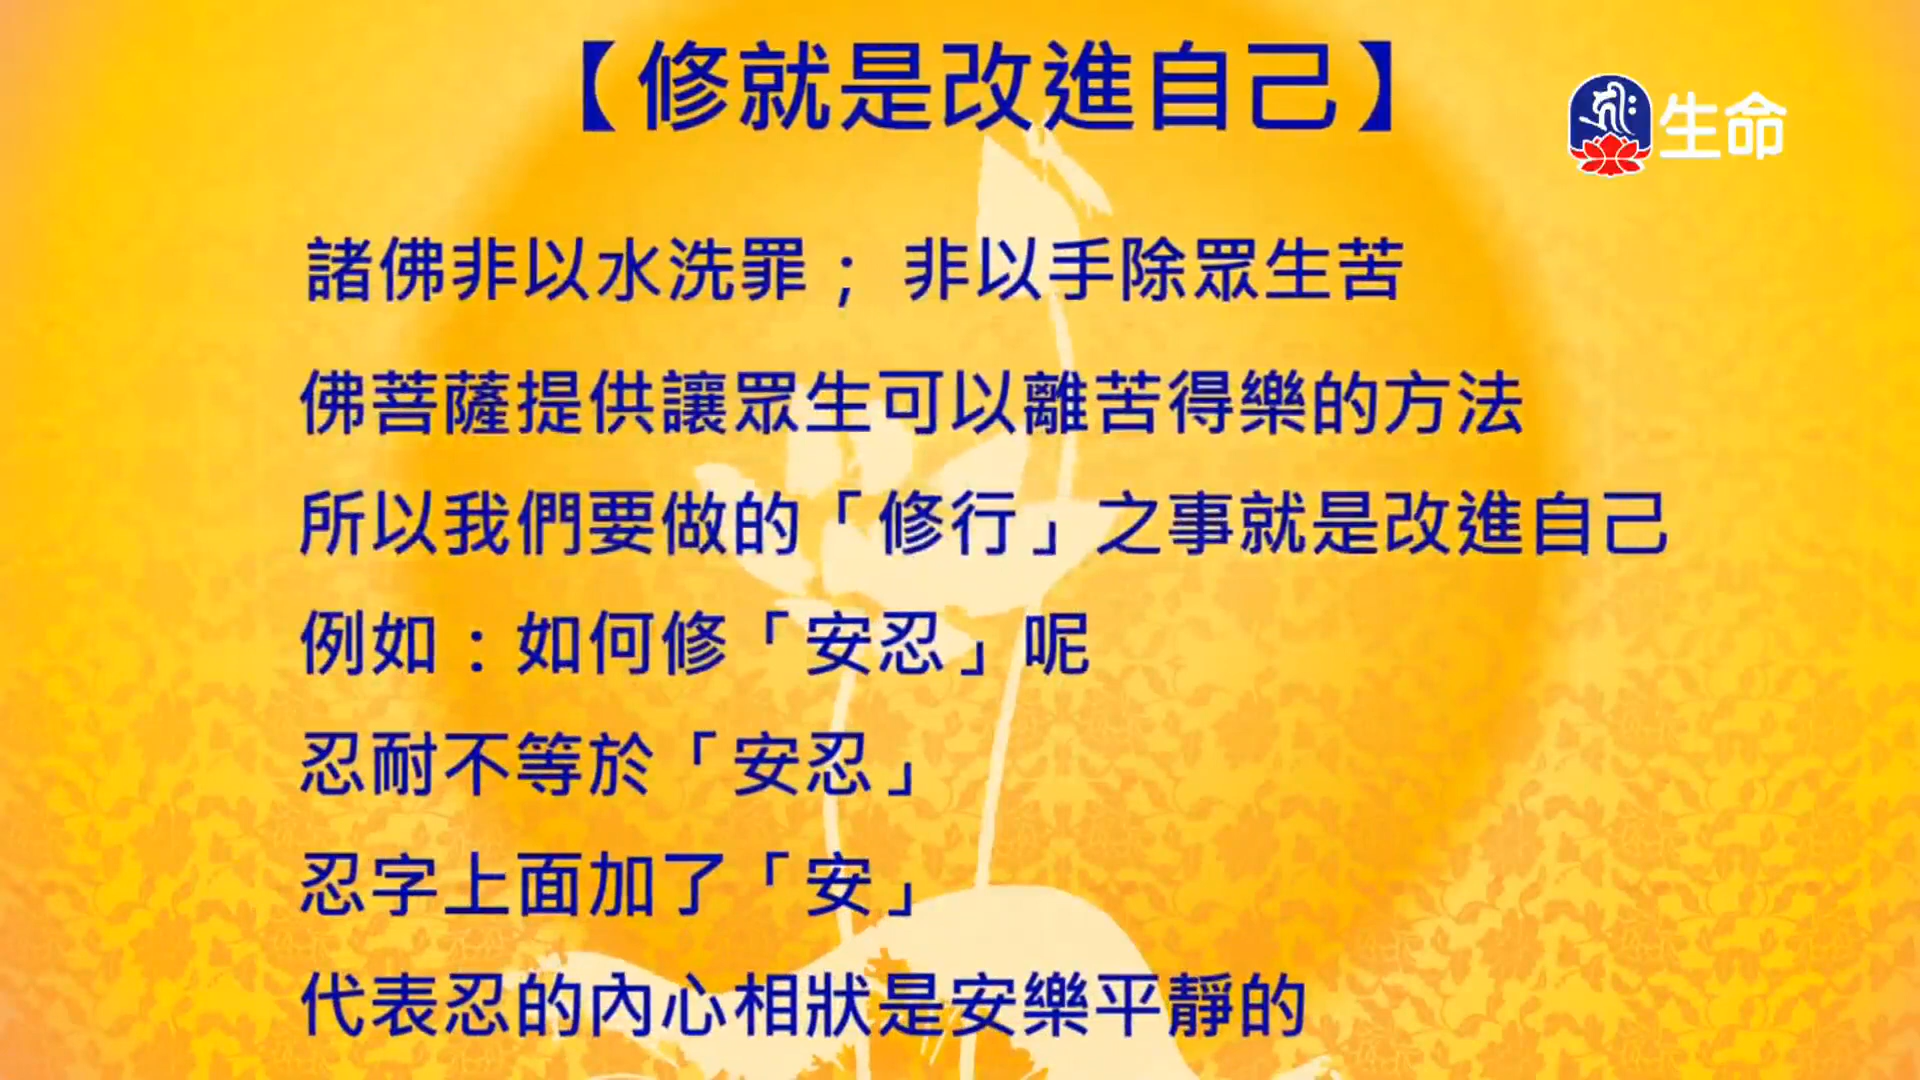 【修就是改進自己】
生命
諸佛非以水洗罪；非以手除眾生苦
佛菩薩提供讓眾生可以離苦得樂的方法
所以我們要做的「修行」之事就是改進自己
例如：如何修「安忍」呢
忍耐不等於「安忍」
忍字上面加了「安」
代表忍的內心相狀是安樂平靜的